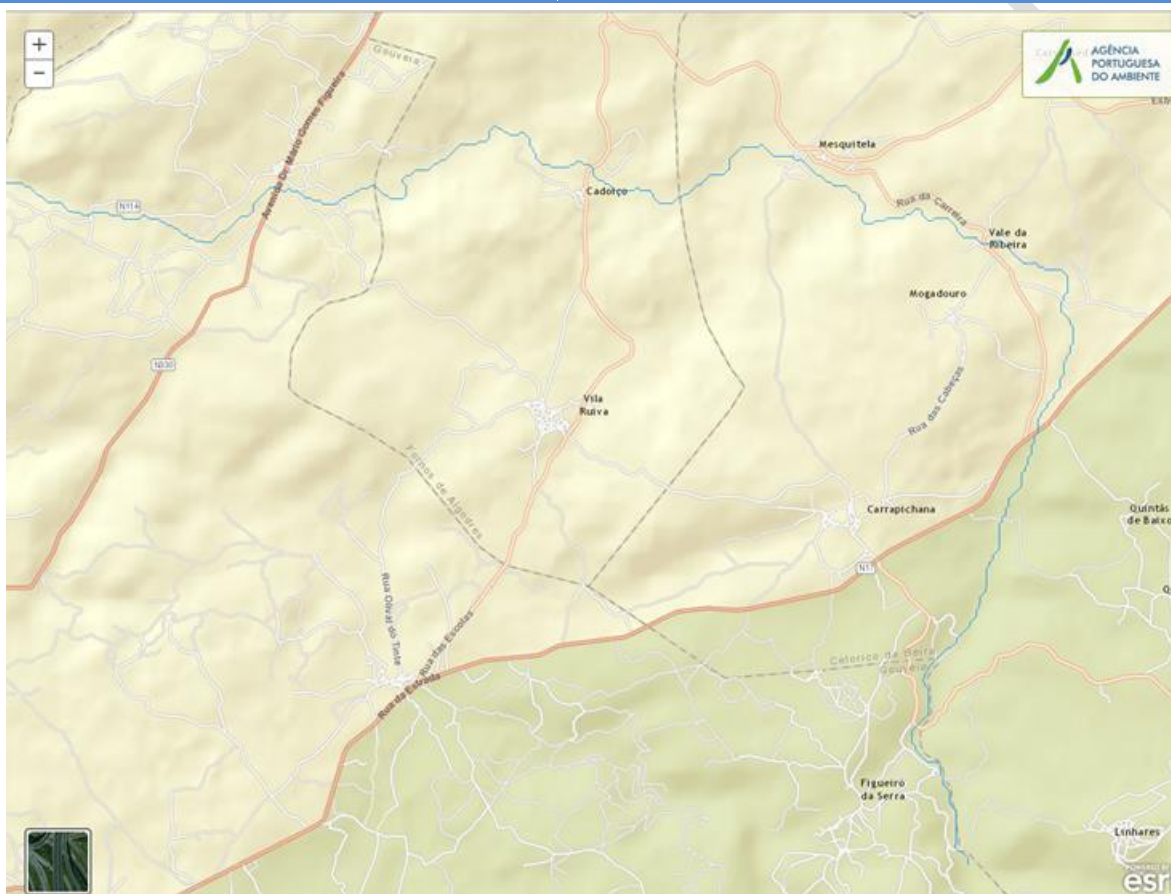 +
−
Gouveia
AGÊNCIA
PORTUGUESA
DO AMBIENTE
Avenida Dr Mário Gomes Figueira
Mesquitela
Cadoiço
N114
Rua da Carreira
Vale da
Ribeira
Mogadouro
N330
Rua das Cabeças
Vila
Ruiva
Fornos de Algodres
Carrapichana
Quintãs
de Baixo
N17
Rua Olival do Tinte
Rua das Escolas
Celorico da Beira
Gouveia
Rua da Estrada
Figueiró
da Serra
Linhares
POWERED BY
esri